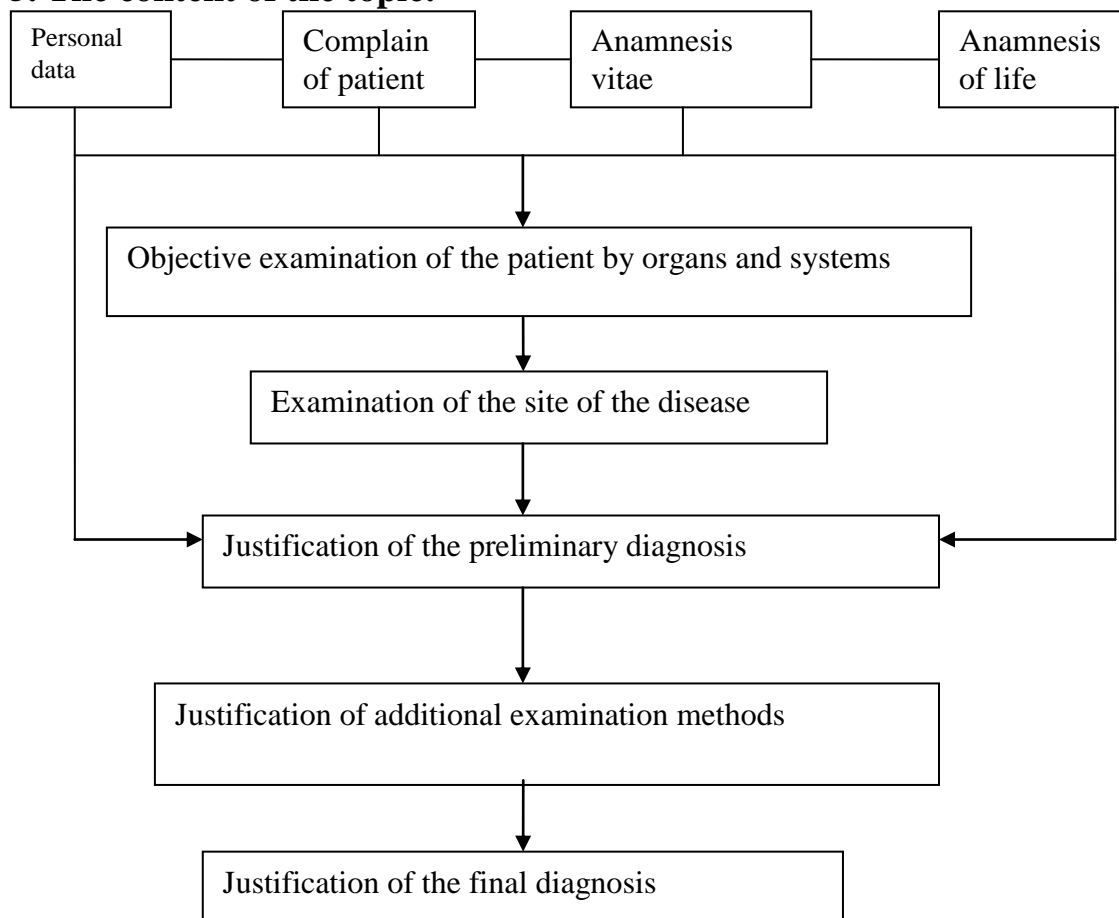 The content of the topic.
Personal
data
Complain
of patient
Anamnesis
vitae
Anamnesis
of life
Objective examination of the patient by organs and systems
Examination of the site of the disease
Justification of the preliminary diagnosis
Justification of additional examination methods
Justification of the final diagnosis